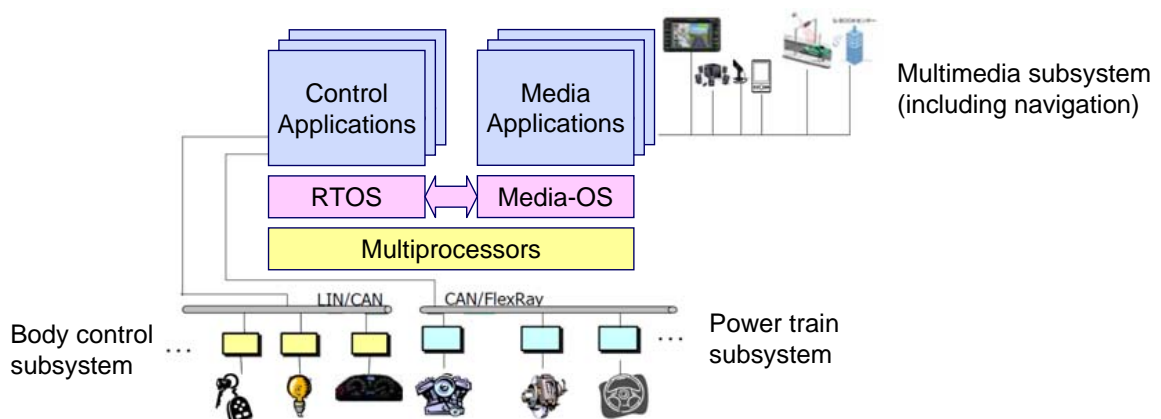 Control
Applications
Media
Applications
Multimedia subsystem
(including navigation)
RTOS
Media-OS
Multiprocessors
LIN/CAN
CAN/FlexRay
Body control
subsystem
...
...
Power train
subsystem